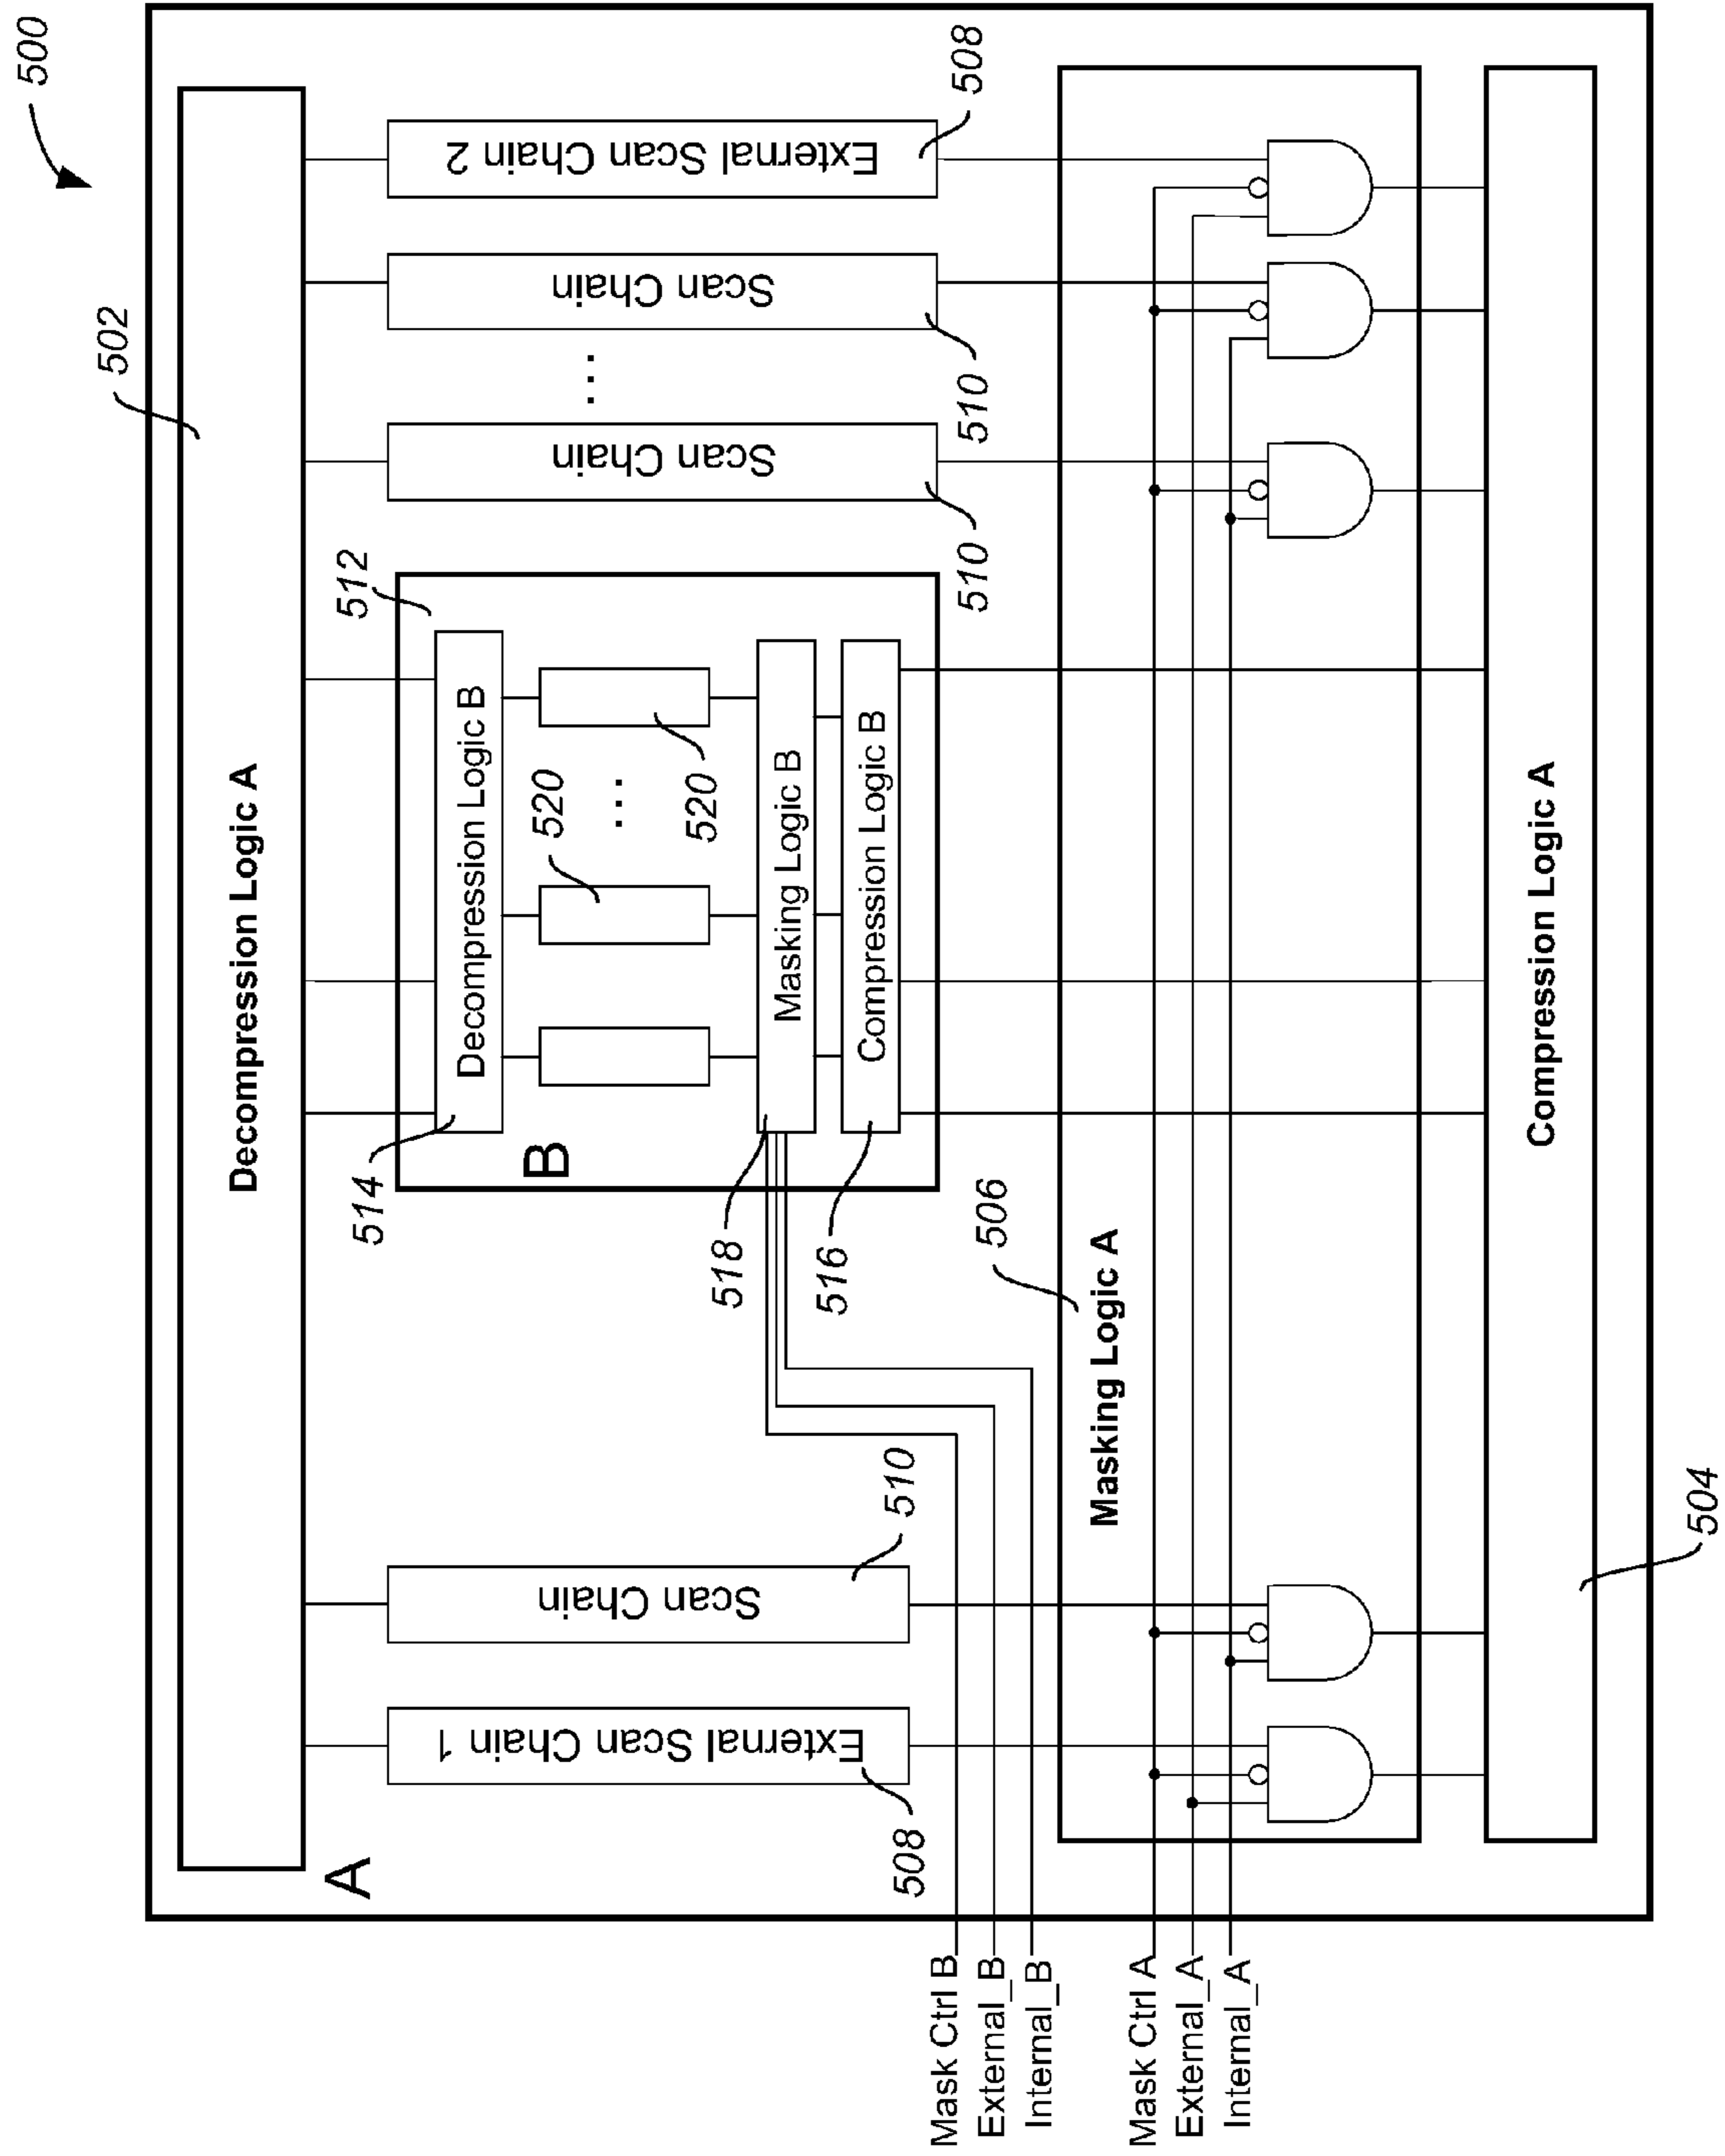 500
502
Decompression Logic A
A
External Scan Chain 1
508
Scan Chain
510
512
514
Decompression Logic B
B
520
...
520
518
Masking Logic B
516
Compression Logic B
Scan Chain
510
...
Scan Chain
510
External Scan Chain 2
508
Mask Ctrl B
External_B
Internal_B
506
Masking Logic A
Mask Ctrl A
External_A
Internal_A
Compression Logic A
504